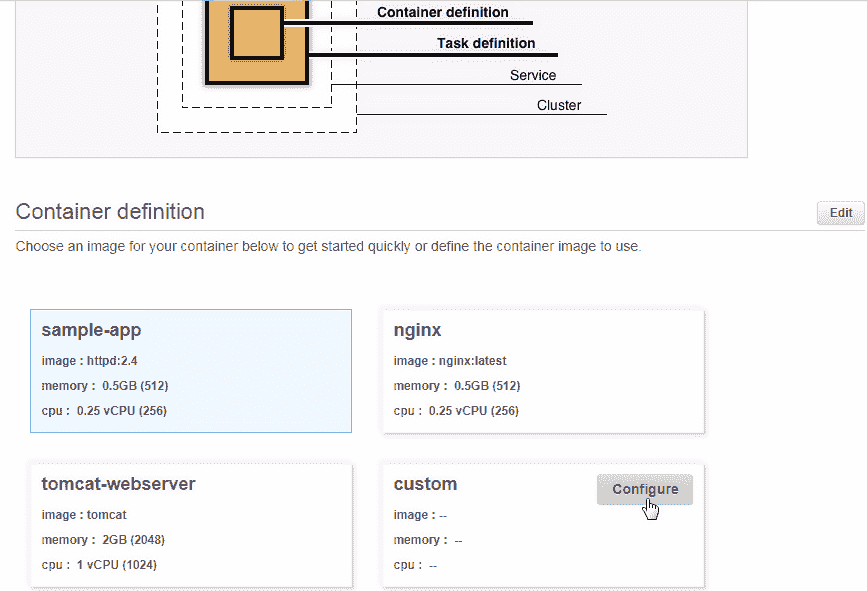 Container definition
Task definition
Service
Cluster
Container definition
Edit
Choose an image for your container below to get started quickly or define the container image to use.
sample-app
image : httpd:2.4
memory : 0.5GB (512)
cpu : 0.25 vCPU (256)
nginx
image : nginx:latest
memory : 0.5GB (512)
cpu : 0.25 vCPU (256)
tomcat-webserver
image : tomcat
memory : 2GB (2048)
cpu : 1 vCPU (1024)
custom
Configure
image : --
memory : --
cpu : --